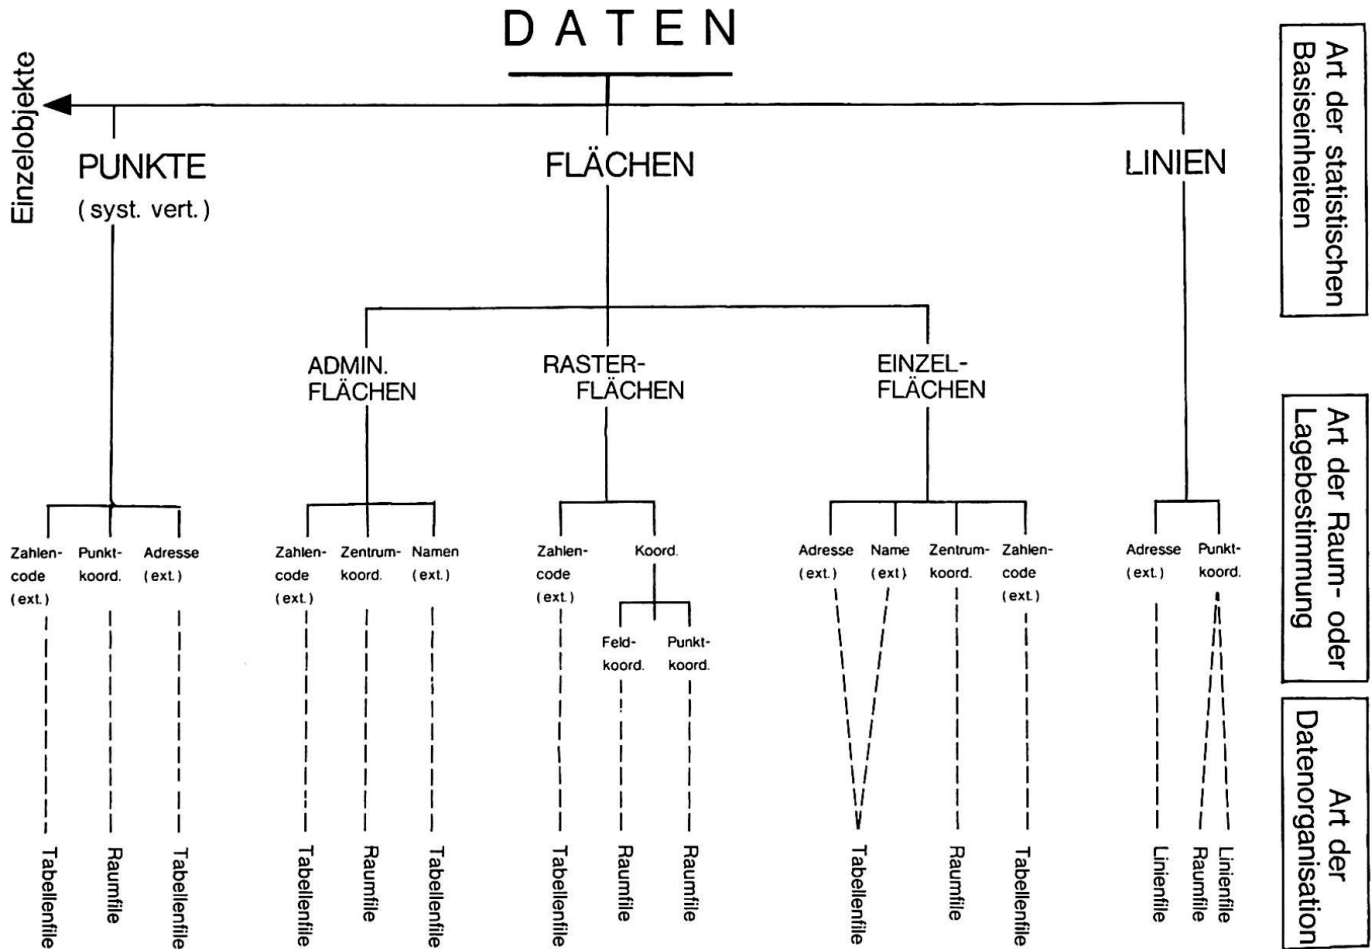 D A T E N
Einzelobjekte
PUNKTE
( syst. vert. )
FLÄCHEN
LINIEN
Art der statistischen
Basiseinheiten
ADMIN.
FLÄCHEN
RASTER-
FLÄCHEN
EINZEL-
FLÄCHEN
Art der Raum- oder
Lagebestimmung
Zahlen-
code
(ext.)
Punkt-
koord.
Adresse
(ext.)
Zahlen-
code
(ext.)
Zentrum-
koord.
Namen
(ext.)
Zahlen-
code
(ext.)
Koord.
Feld-
koord.
Punkt-
koord.
Adresse
(ext.)
Name
(ext)
Zentrum-
koord.
Zahlen-
code
(ext.)
Adresse
(ext.)
Punkt-
koord.
Art der
Datenorganisation
Tabellenfile
Raumfile
Tabellenfile
Tabellenfile
Raumfile
Tabellenfile
Tabellenfile
Raumfile
Raumfile
Tabellenfile
Raumfile
Tabellenfile
Linienfile
Raumfile
Linienfile